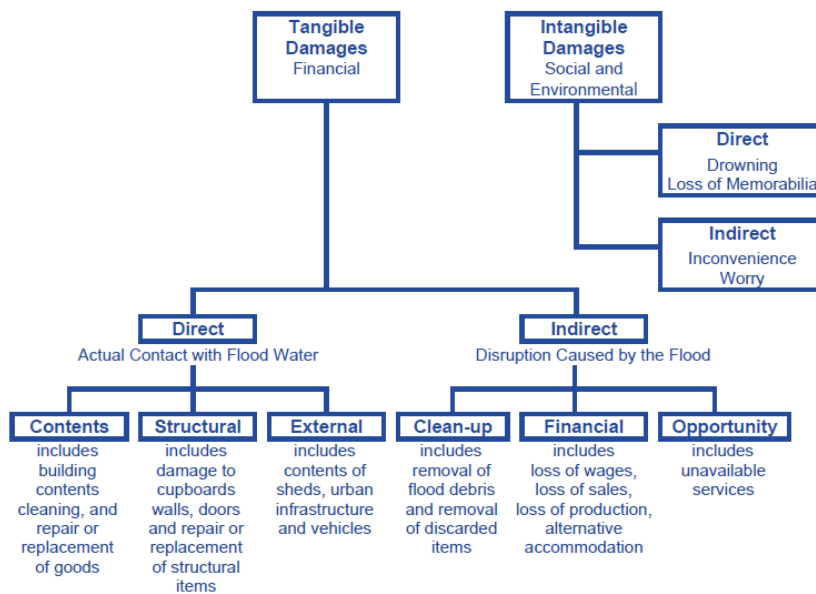 Tangible
Damages
Financial
Intangible
Damages
Social and
Environmental
Direct
Drowning
Loss of Memorabilia
Indirect
Inconvenience
Worry
Direct
Actual Contact with Flood Water
Indirect
Disruption Caused by the Flood
Contents
includes
building
contents
cleaning, and
repair or
replacement
of goods
Structural
includes
damage to
cupboards
walls, doors
and repair or
replacement
of structural
items
External
includes
contents of
sheds, urban
infrastructure
and vehicles
Clean-up
includes
removal of
flood debris
and removal
of discarded
items
Financial
includes
loss of wages,
loss of sales,
loss of production,
alternative
accommodation
Opportunity
includes
unavailable
services